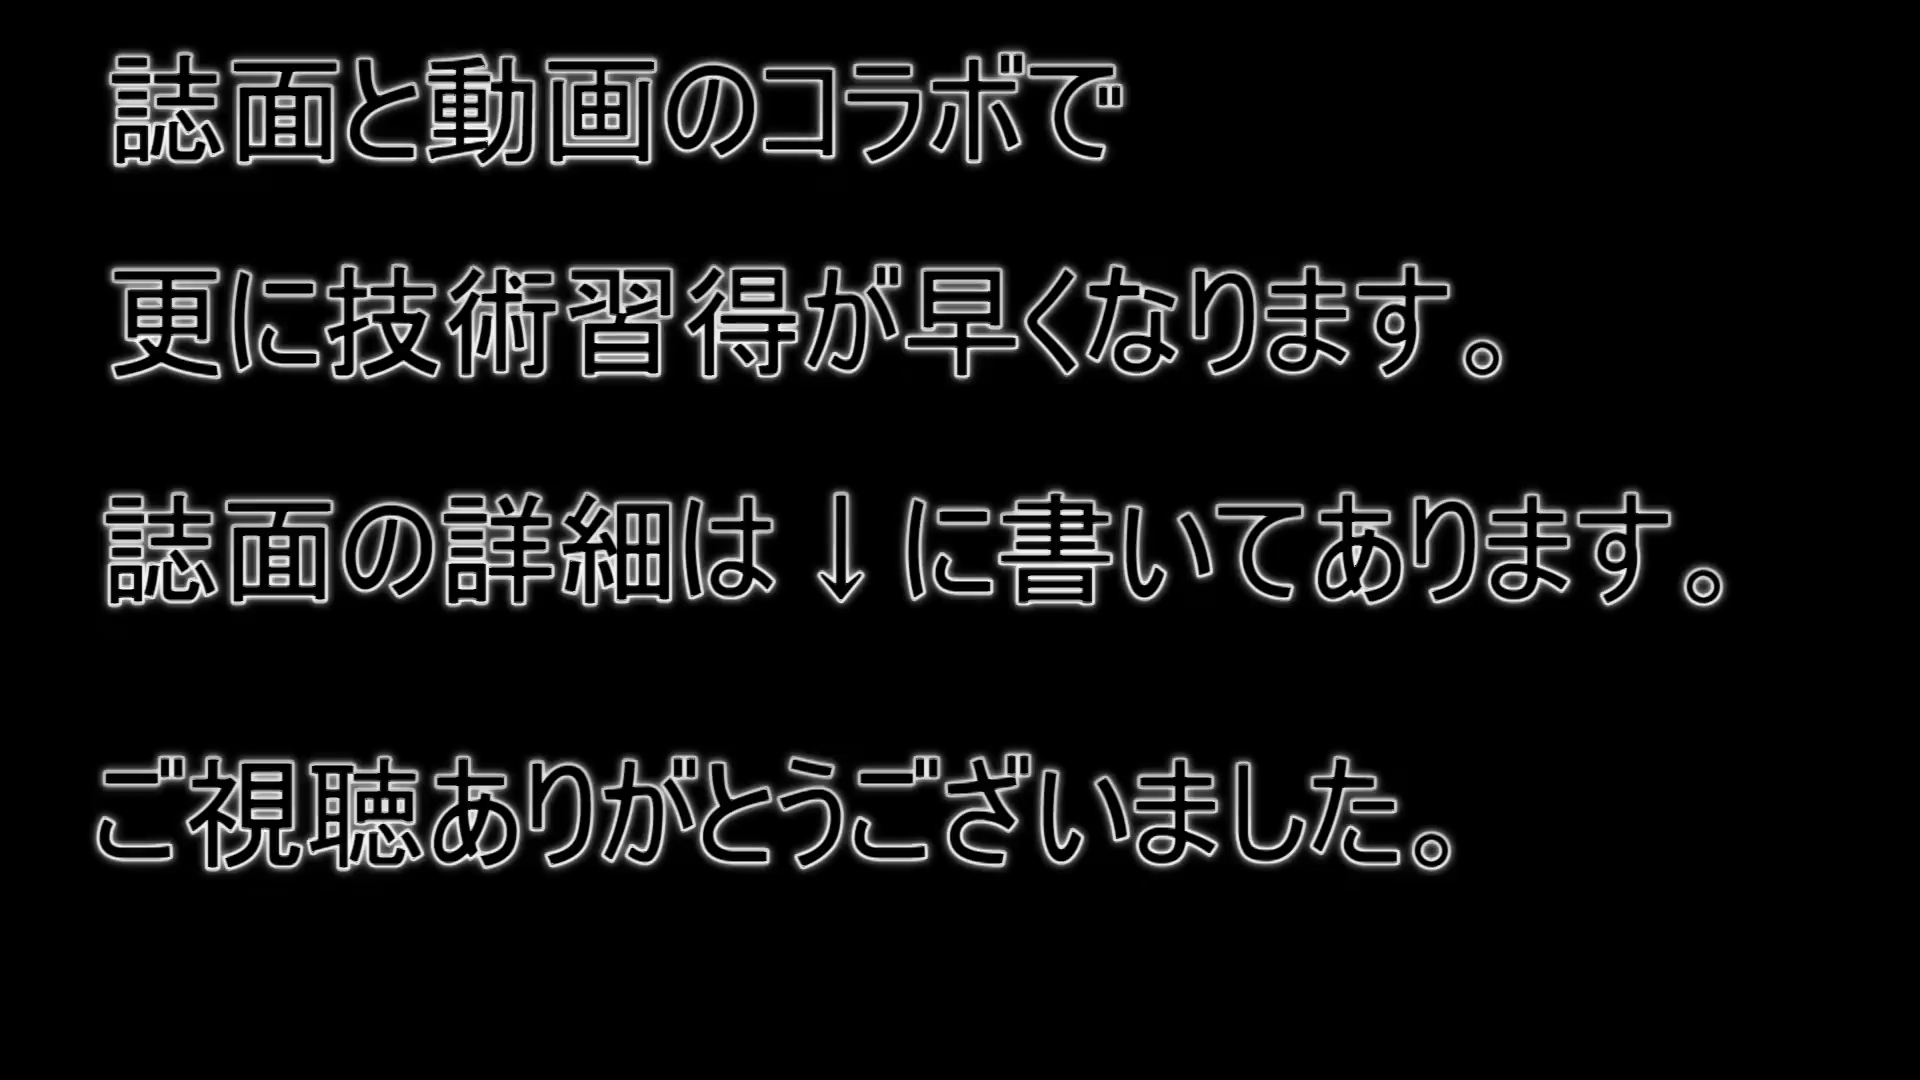 誌面と動画のコラボで
更に技術習得が早くなります。
誌面の詳細は↓に書いてあります。
ご視聴ありがとうございました。